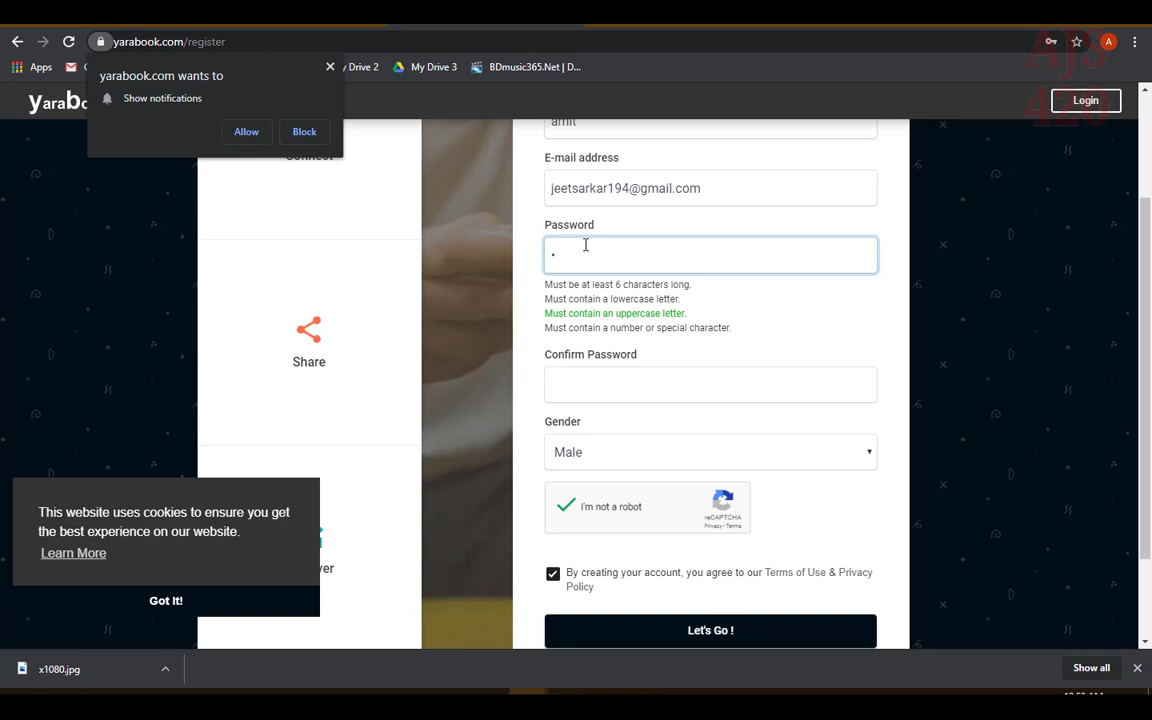 yarabook.com/register
Apps
y Drive 2
My Drive 3
BDmusic365.Net | D...
AJS
420
yarabook.com wants to
Show notifications
Allow
Block
Login
amit
Connect
E-mail address
jeetsarkar194@gmail.com
Password
Must be at least 6 characters long.
Must contain a lowercase letter.
Must contain an uppercase letter.
Must contain a number or special character.
Share
Confirm Password
Gender
Male
I'm not a robot
reCAPTCHA
Privacy - Terms
This website uses cookies to ensure you get
the best experience on our website.
Learn More
Got It!
By creating your account, you agree to our Terms of Use & Privacy
Policy
Let's Go !
x1080.jpg
Show all